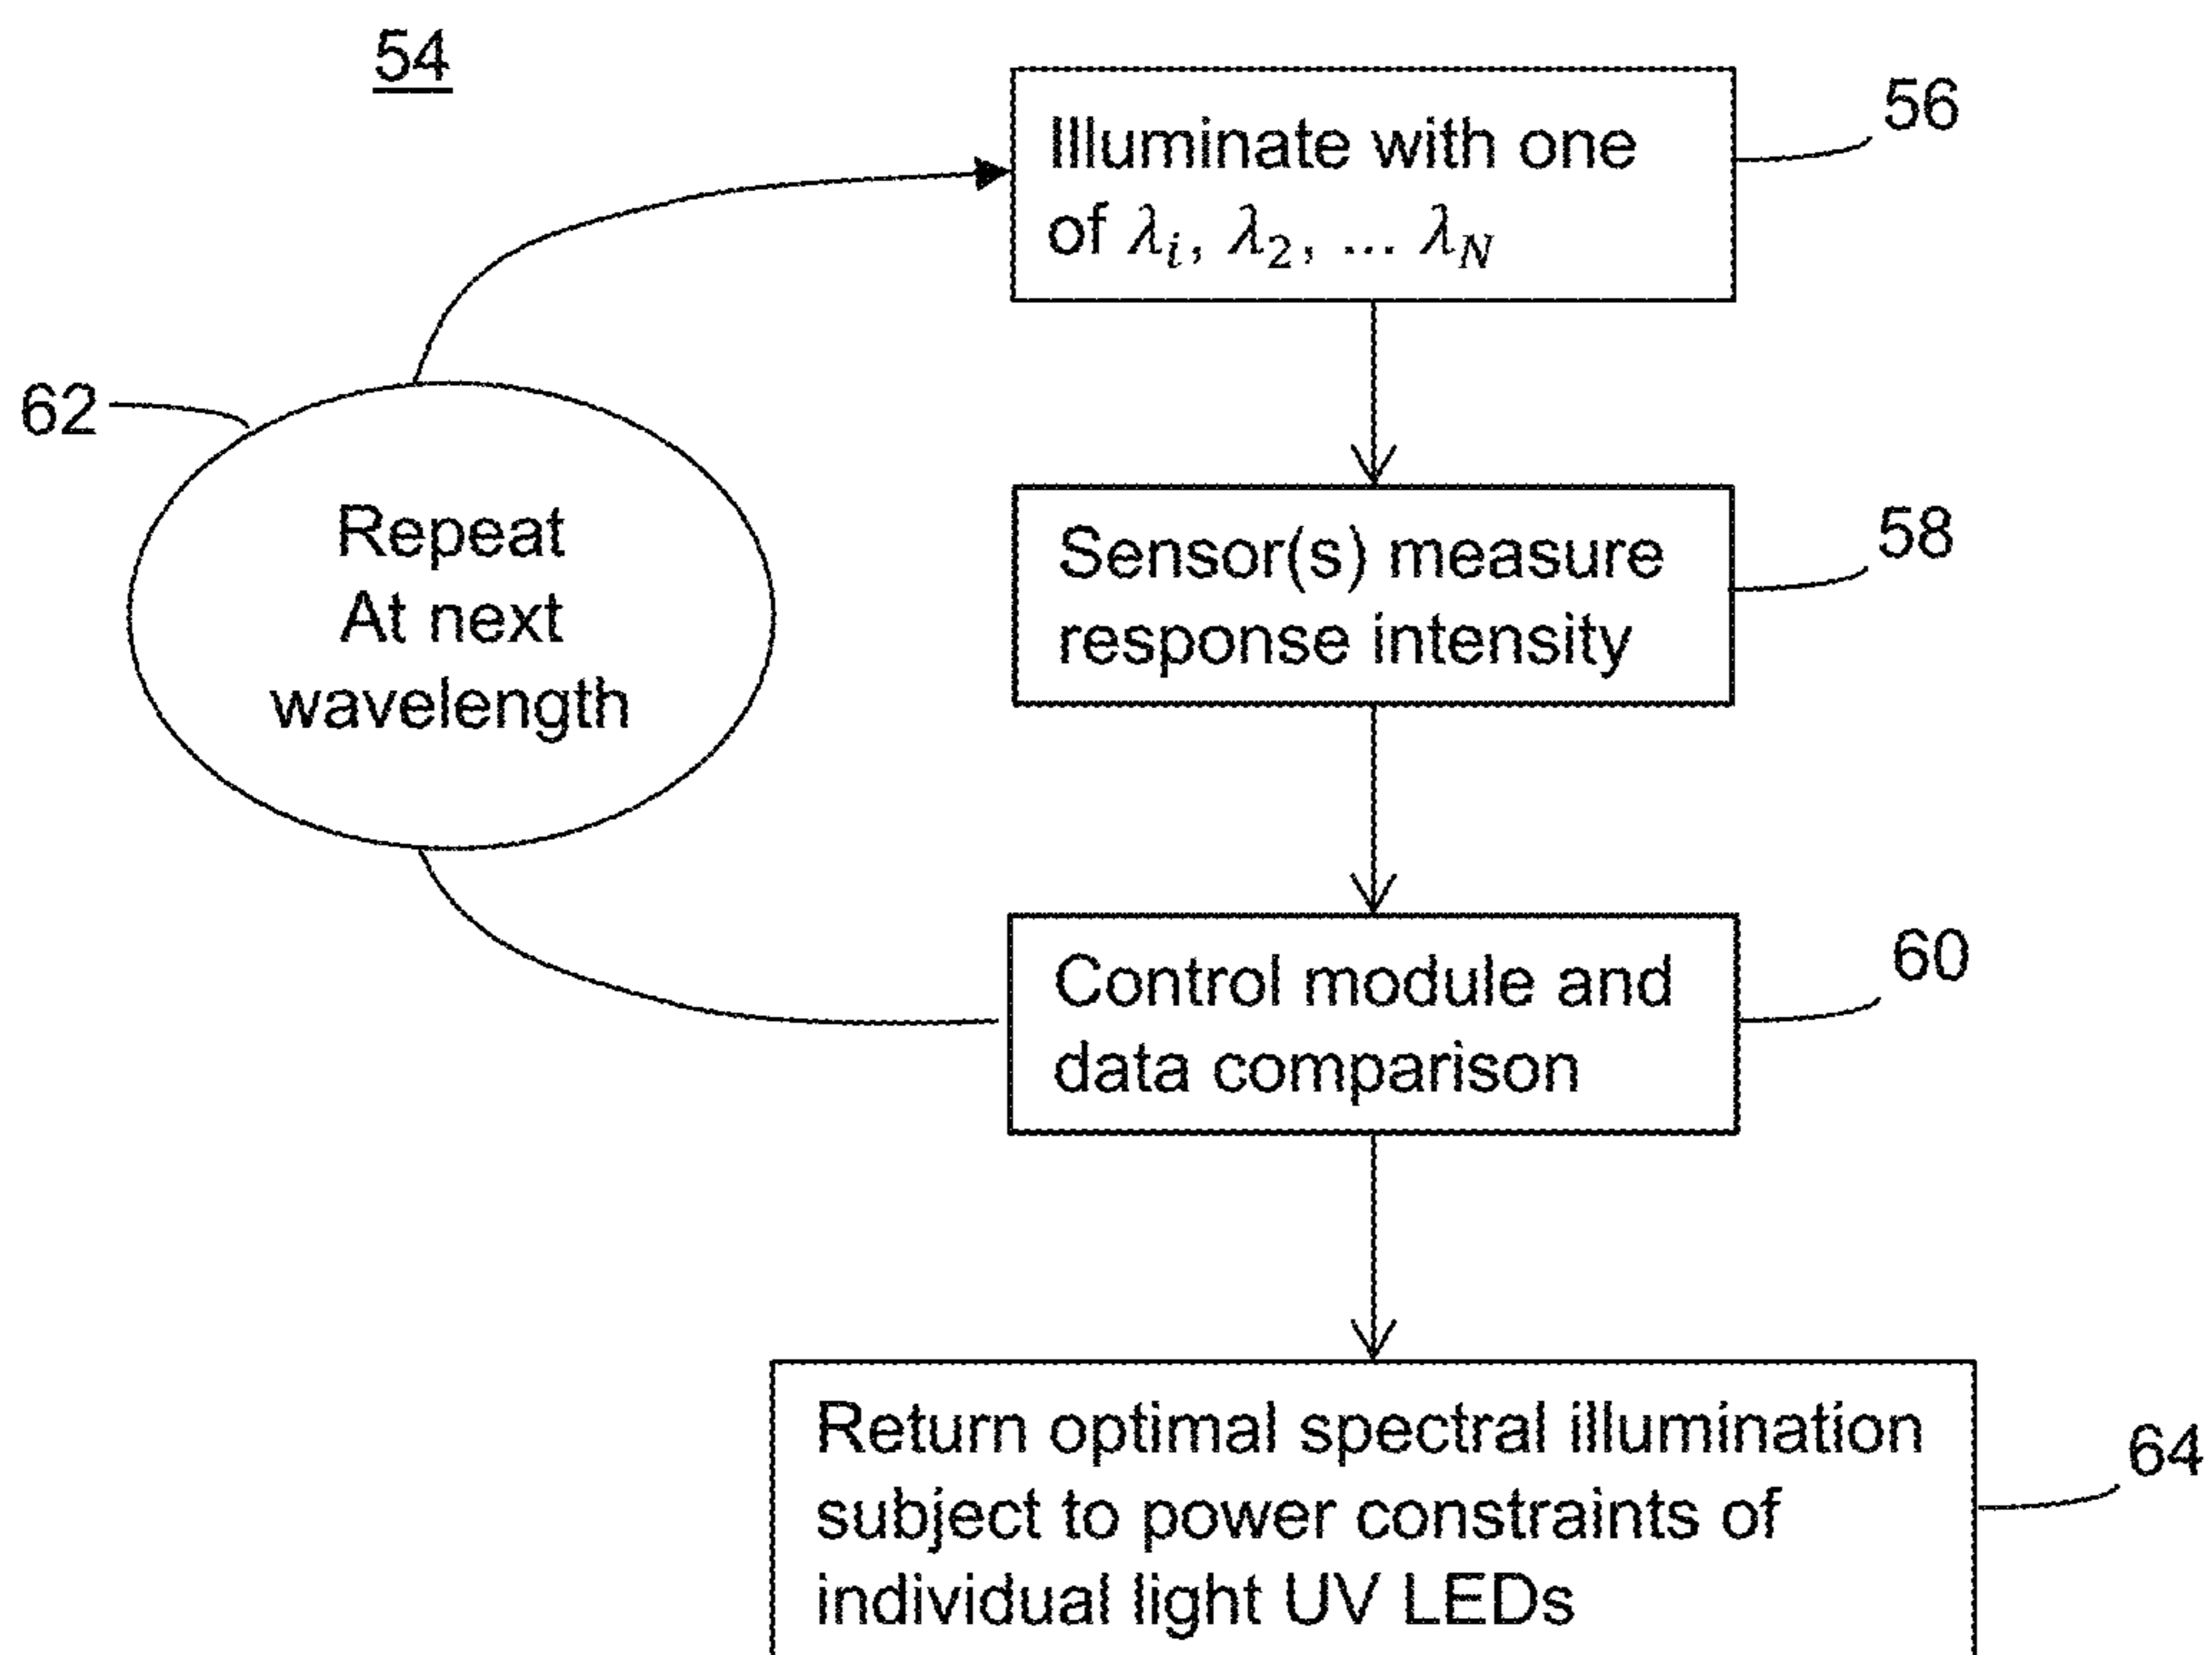 54
Illuminate with one
of λᵢ, λ₂, ... λ_N
56
62
Repeat
At next
wavelength
Sensor(s) measure
response intensity
58
Control module and
data comparison
60
Return optimal spectral illumination
subject to power constraints of
individual light UV LEDs
64